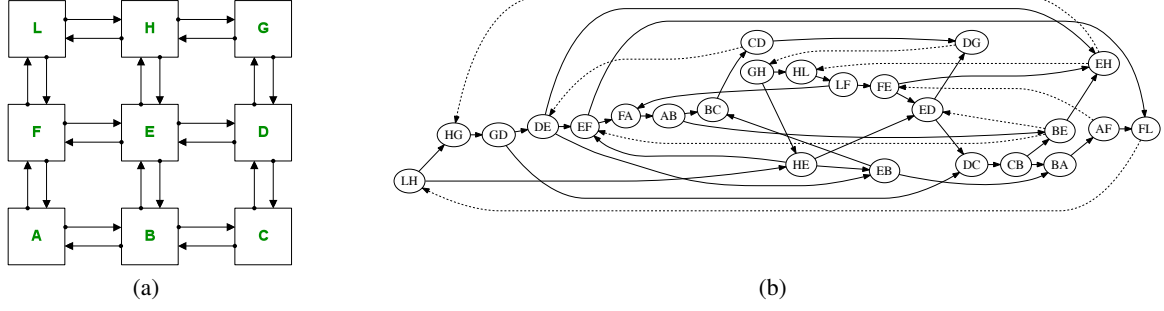 L H G
F E D
A B C
(a)
CD DG
EH
GH HL
LF FE
FA AB BC ED
HG GD DE EF BE AF FL
HE EB DC CB BA
LH
(b)